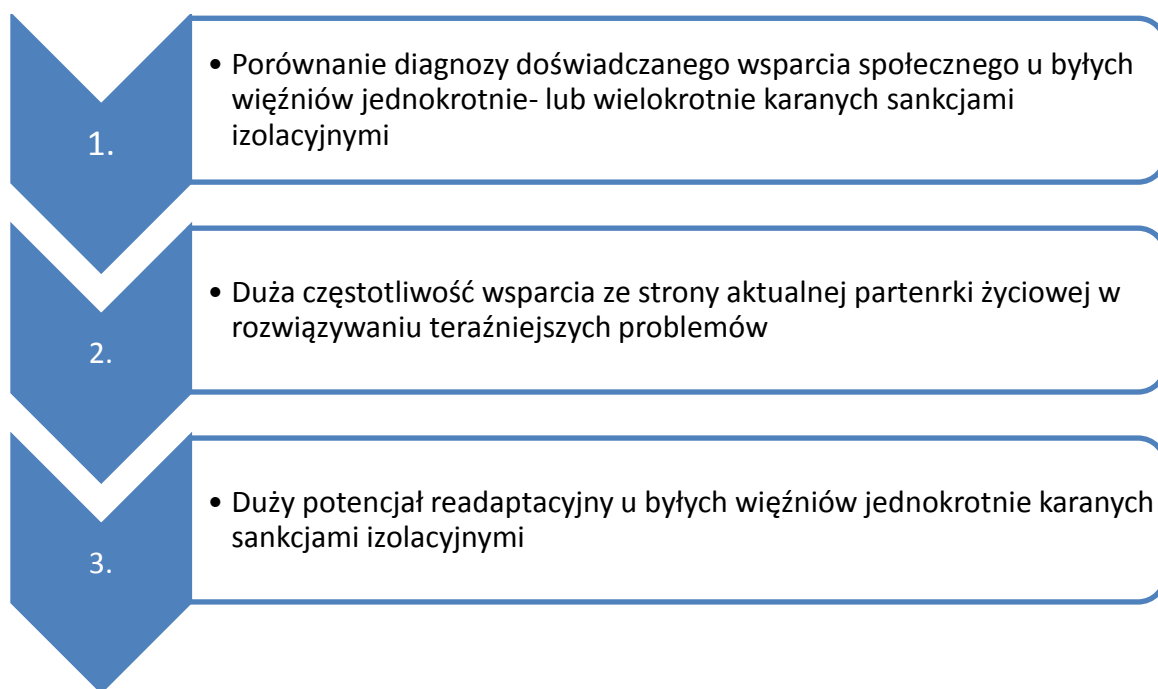 1.
• Porównanie diagnozy doświadczanego wsparcia społecznego u byłych
więźniów jednokrotnie- lub wielokrotnie karanych sankcjami
izolacyjnymi
2.
• Duża częstotliwość wsparcia ze strony aktualnej partenrki życiowej w
rozwiązywaniu teraźniejszych problemów
3.
• Duży potencjał readaptacyjny u byłych więźniów jednokrotnie karanych
sankcjami izolacyjnymi